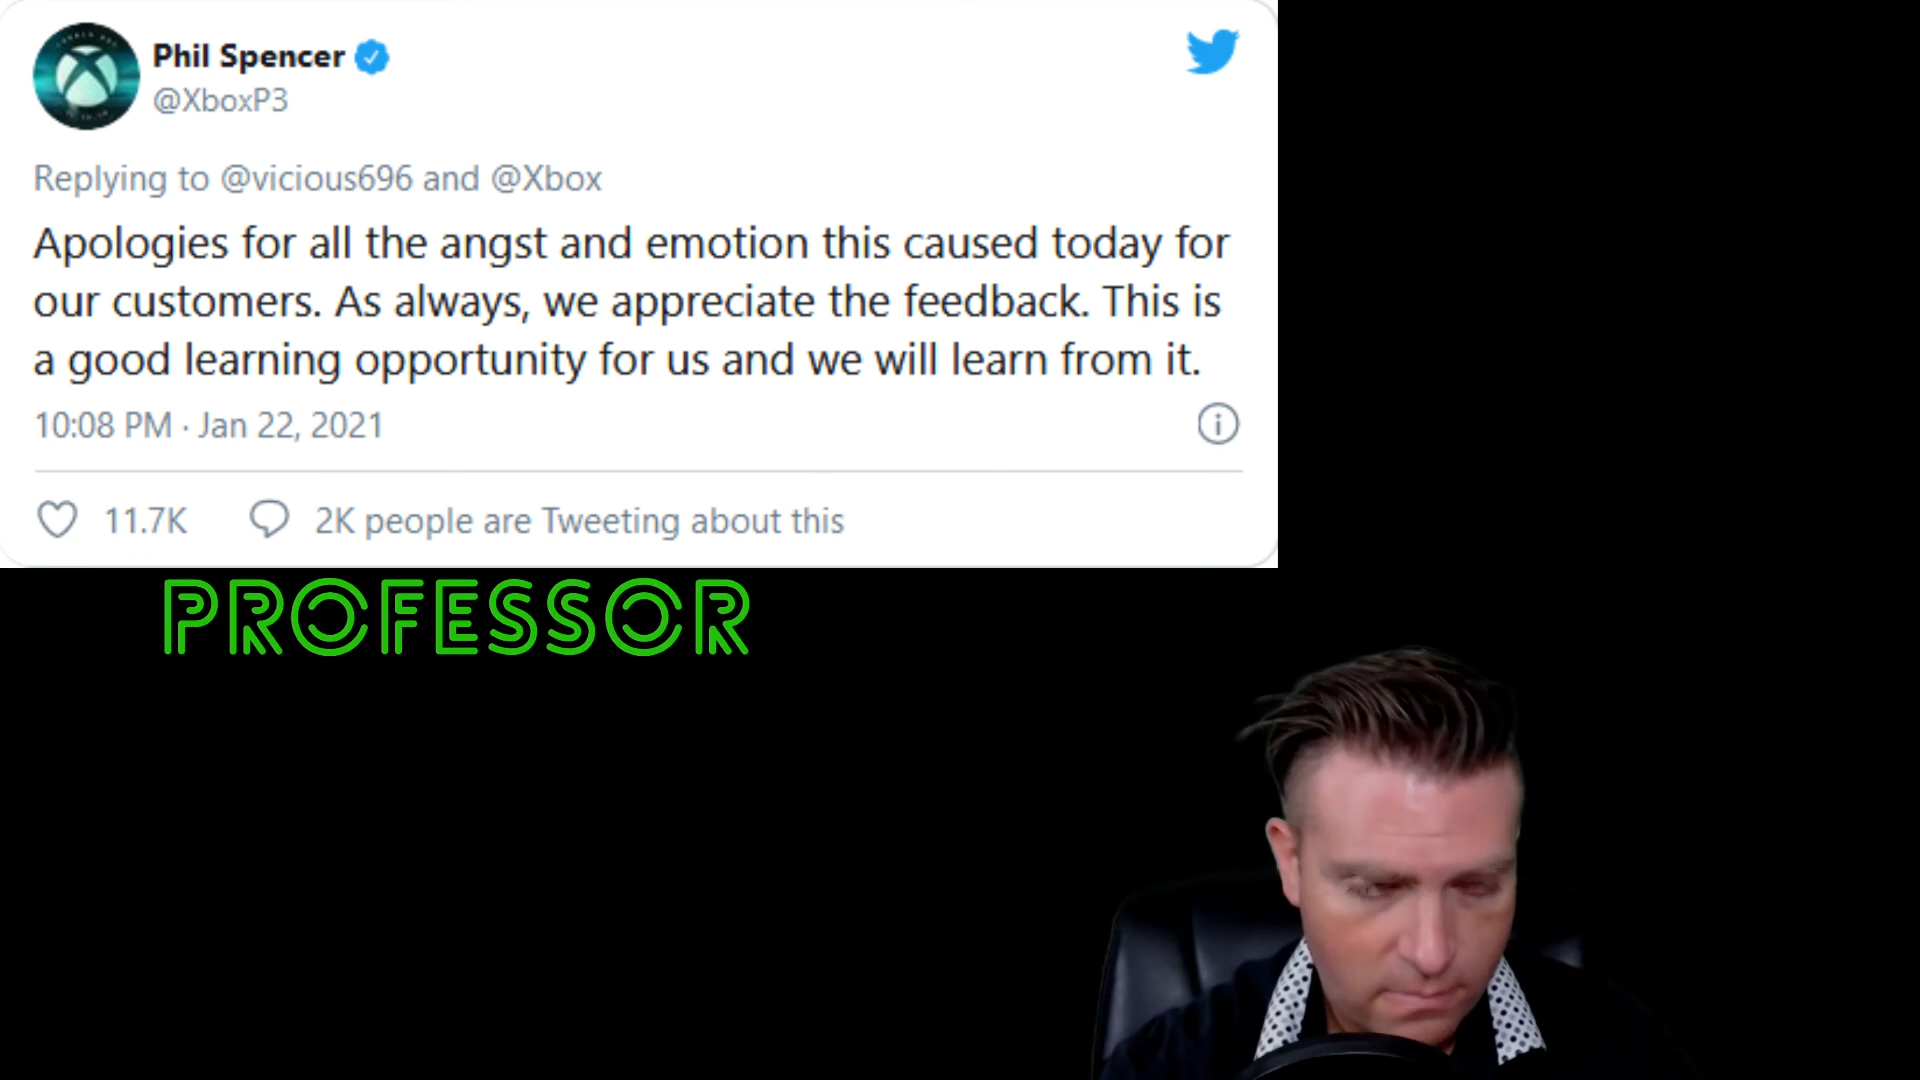 Phil Spencer
@XboxP3
Replying to @vicious696 and @Xbox
Apologies for all the angst and emotion this caused today for
our customers. As always, we appreciate the feedback. This is
a good learning opportunity for us and we will learn from it.
10:08 PM · Jan 22, 2021
11.7K 2K people are Tweeting about this
PROFESSOR